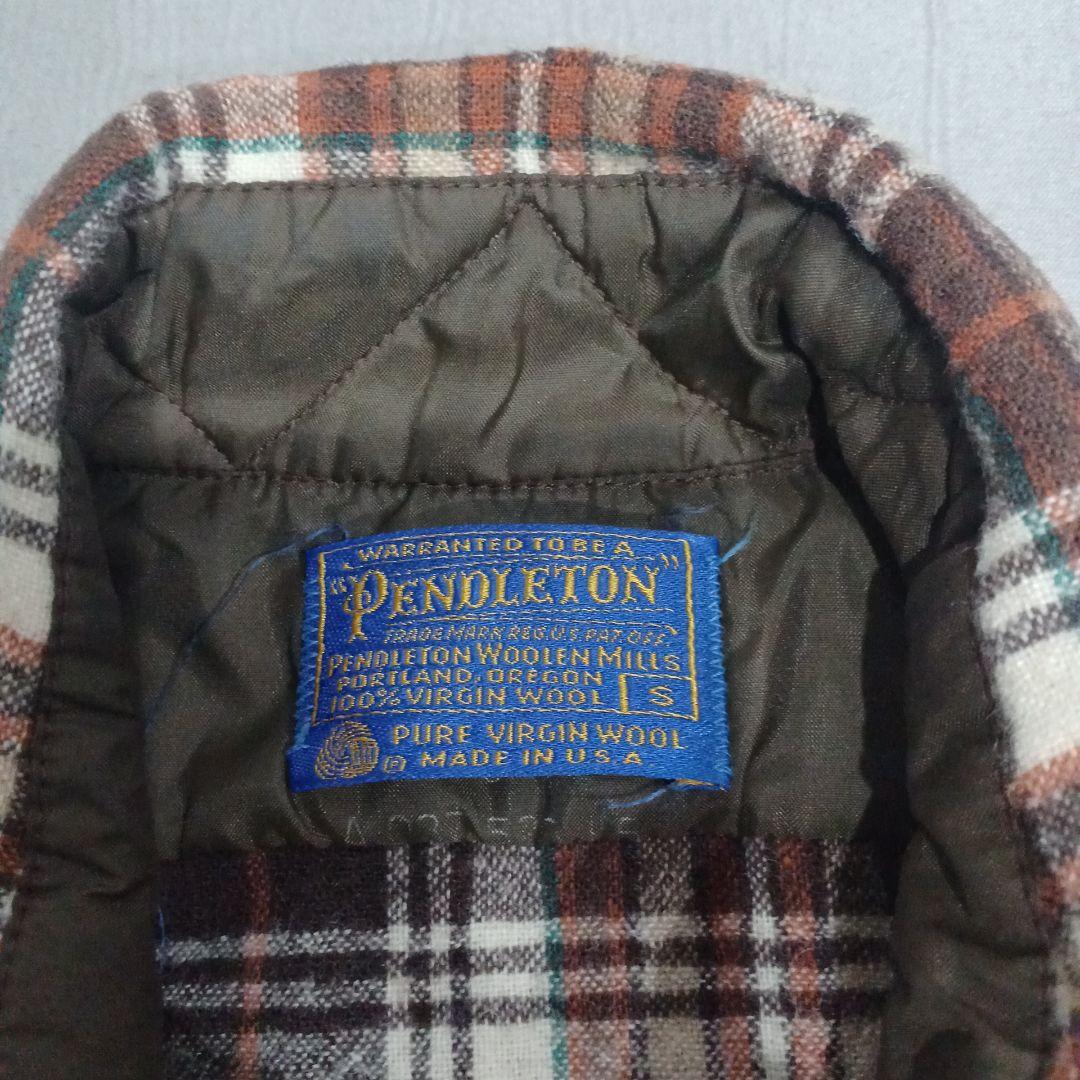 WARRANTED TO BE A
"PENDLETON"
TRADE MARK REG. U.S. PAT. OFF.
PENDLETON WOOLEN MILLS
PORTLAND, OREGON
100% VIRGIN WOOL S
PURE VIRGIN WOOL
® MADE IN U.S.A